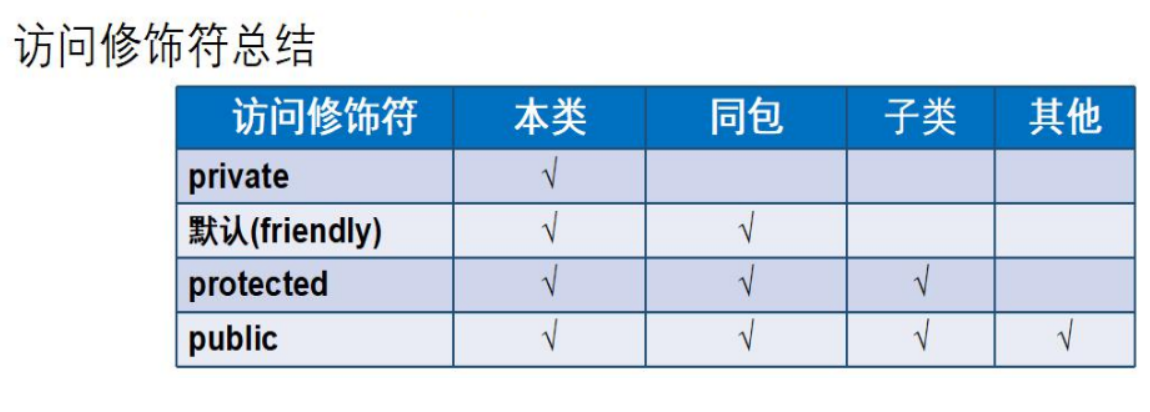 访问修饰符总结
访问修饰符 本类 同包 子类 其他
private √
默认(friendly) √ √
protected √ √ √
public √ √ √ √